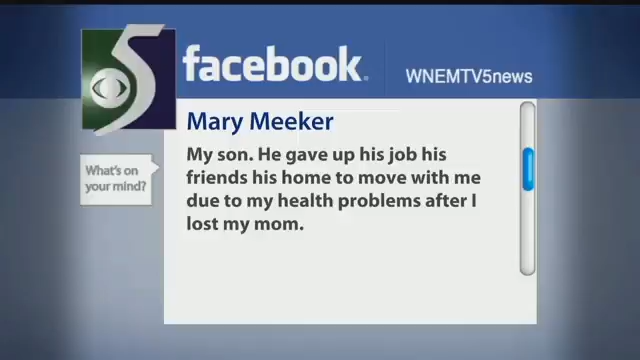 5
facebook.
WNEMTV5news
Mary Meeker
What's on
your mind?
My son. He gave up his job his
friends his home to move with me
due to my health problems after I
lost my mom.